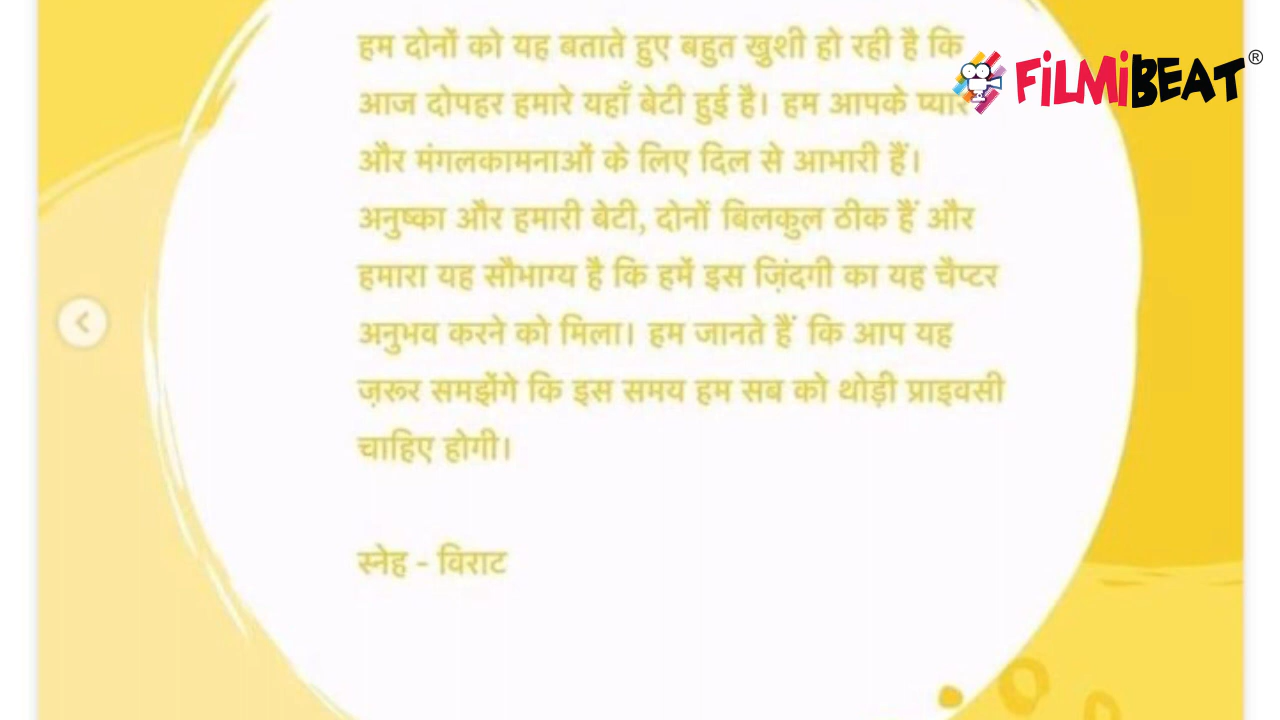 हम दोनों को यह बताते हुए बहुत खुशी हो रही है कि
आज दोपहर हमारे यहाँ बेटी हुई है। हम आपके प्यार
और मंगलकामनाओं के लिए दिल से आभारी हैं।
अनुष्का और हमारी बेटी, दोनों बिलकुल ठीक हैं और
हमारा यह सौभाग्य है कि हमें इस ज़िंदगी का यह चैप्टर
अनुभव करने को मिला। हम जानते हैं कि आप यह
ज़रूर समझेंगे कि इस समय हम सब को थोड़ी प्राइवसी
चाहिए होगी।
स्नेह - विराट
FiLMiBEAT®